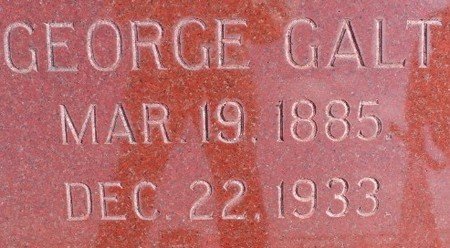 GEORGE GALT
MAR. 19. 1885.
DEC. 22. 1933